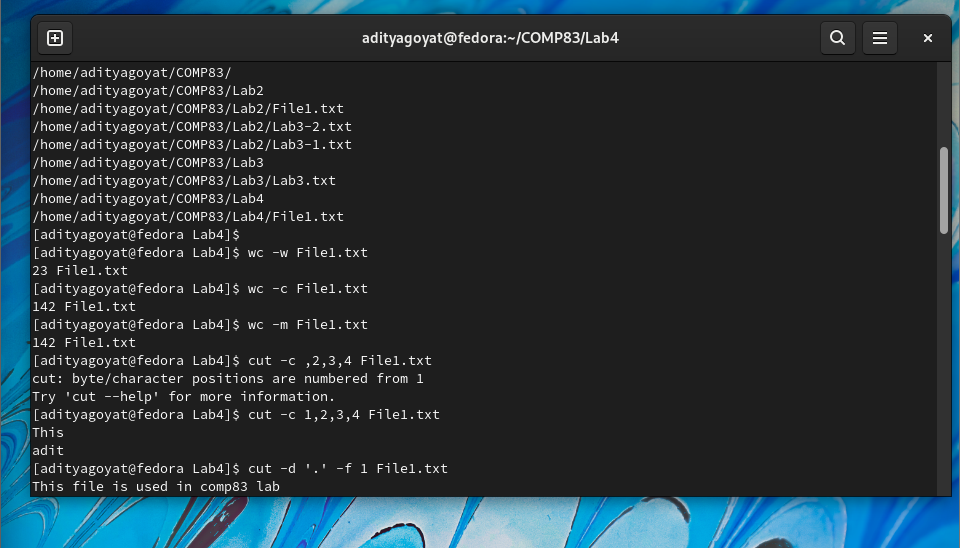 adityagoyat@fedora:~/COMP83/Lab4
/home/adityagoyat/COMP83/
/home/adityagoyat/COMP83/Lab2
/home/adityagoyat/COMP83/Lab2/File1.txt
/home/adityagoyat/COMP83/Lab2/Lab3-2.txt
/home/adityagoyat/COMP83/Lab2/Lab3-1.txt
/home/adityagoyat/COMP83/Lab3
/home/adityagoyat/COMP83/Lab3/Lab3.txt
/home/adityagoyat/COMP83/Lab4
/home/adityagoyat/COMP83/Lab4/File1.txt
[adityagoyat@fedora Lab4]$
[adityagoyat@fedora Lab4]$ wc -w File1.txt
23 File1.txt
[adityagoyat@fedora Lab4]$ wc -c File1.txt
142 File1.txt
[adityagoyat@fedora Lab4]$ wc -m File1.txt
142 File1.txt
[adityagoyat@fedora Lab4]$ cut -c ,2,3,4 File1.txt
cut: byte/character positions are numbered from 1
Try 'cut --help' for more information.
[adityagoyat@fedora Lab4]$ cut -c 1,2,3,4 File1.txt
This
adit
[adityagoyat@fedora Lab4]$ cut -d '.' -f 1 File1.txt
This file is used in comp83 lab